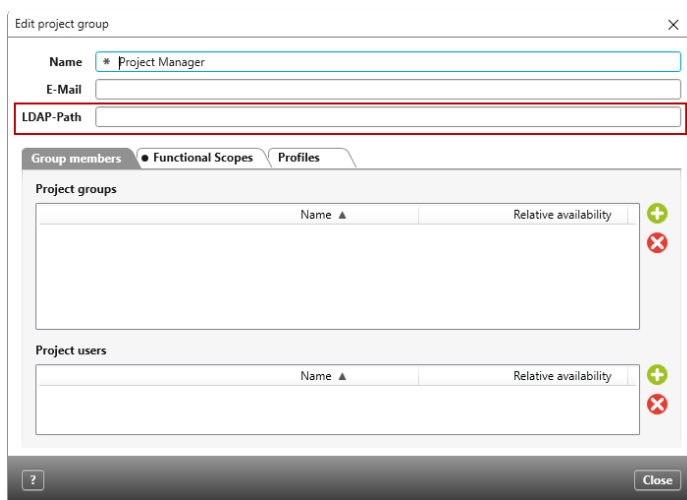 Edit project group
Name * Project Manager
E-Mail
LDAP-Path
Group members ● Functional Scopes Profiles
Project groups
Name ▲ Relative availability
Project users
Name ▲ Relative availability
? Close